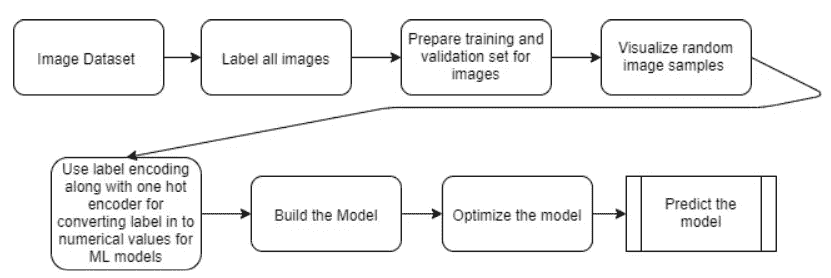 Image Dataset
Label all images
Prepare training and
validation set for
images
Visualize random
image samples
Use label encoding
along with one hot
encoder for
converting label in to
numerical values for
ML models
Build the Model
Optimize the model
Predict the
model